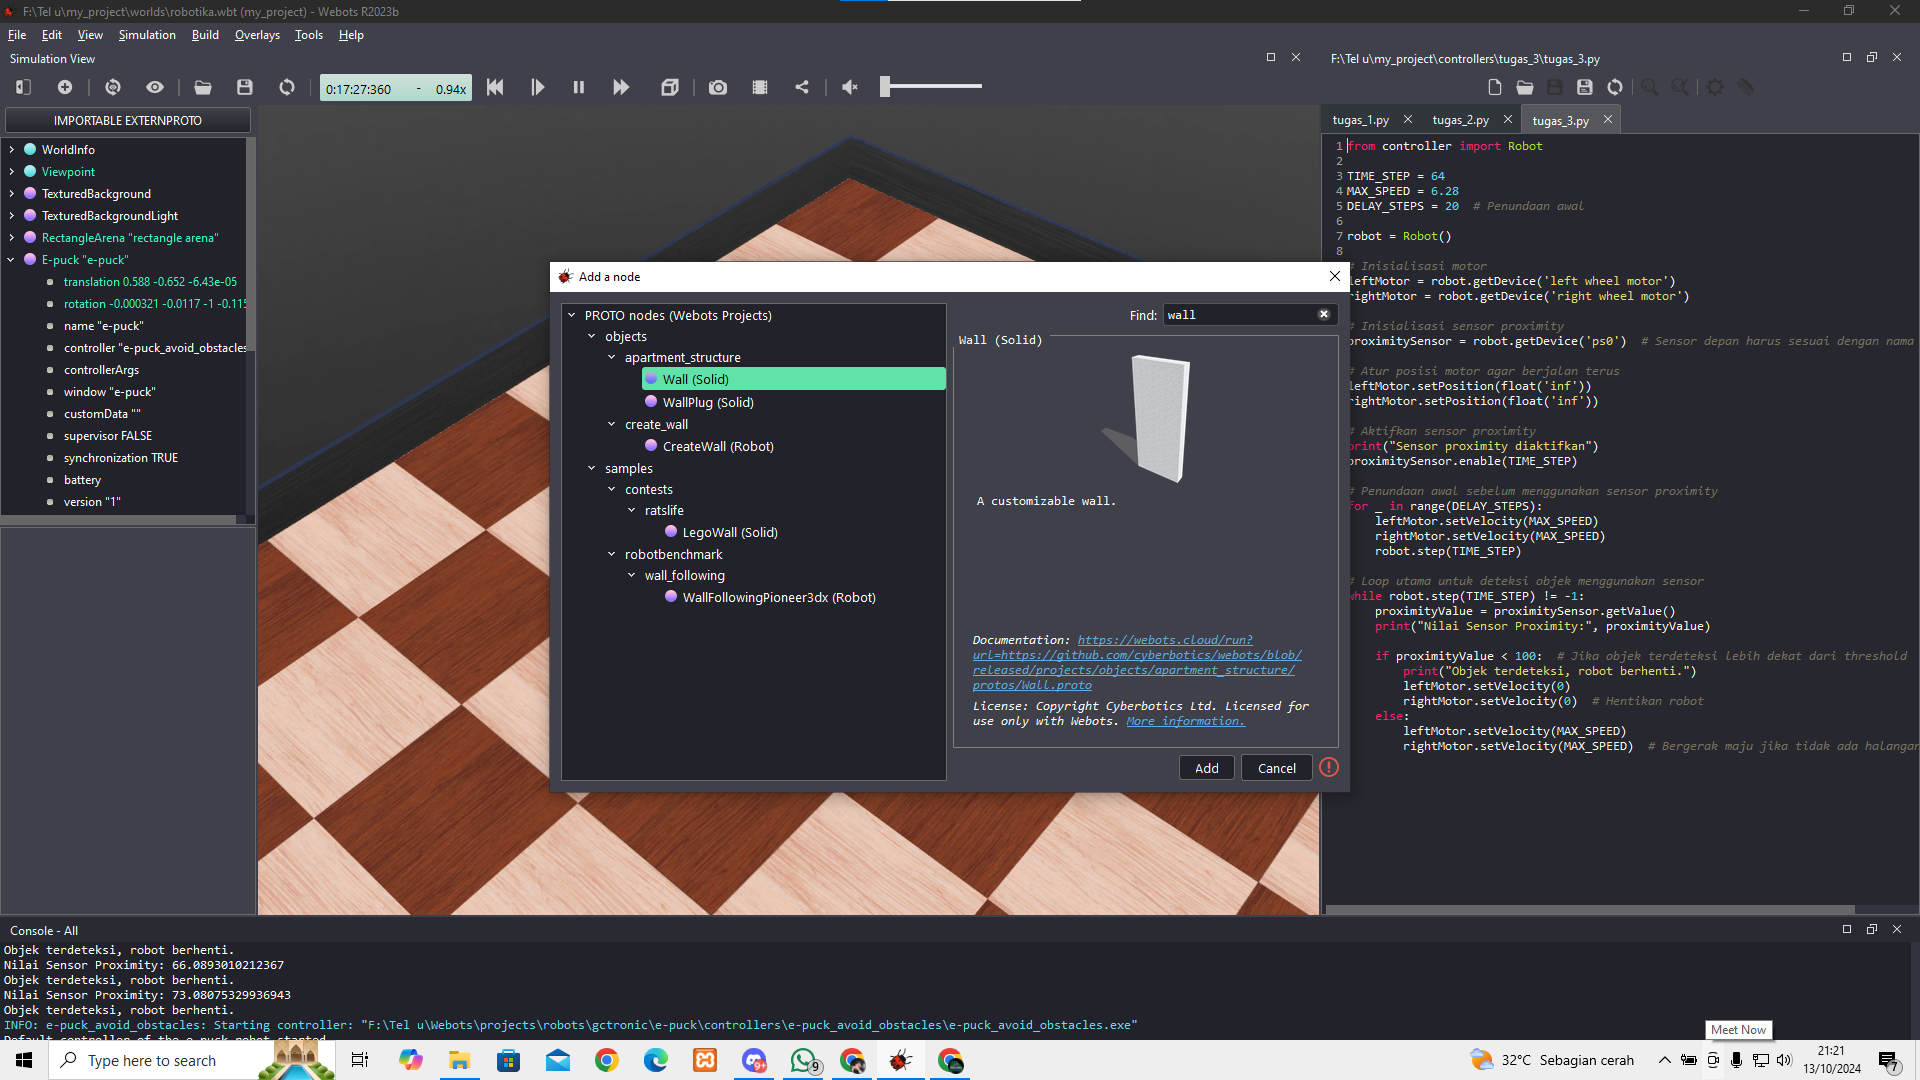 F:\Tel u\my_project\worlds\robotika.wbt (my_project) - Webots R2023b
File Edit View Simulation Build Overlays Tools Help
Simulation View
0:17:27:360 - 0.94x
IMPORTABLE EXTERNPROTO
WorldInfo
Viewpoint
TexturedBackground
TexturedBackgroundLight
RectangleArena "rectangle arena"
E-puck "e-puck"
translation 0.588 -0.652 -6.43e-05
rotation -0.000321 -0.0117 -1 -0.115
name "e-puck"
controller "e-puck_avoid_obstacles
controllerArgs
window "e-puck"
customData ""
supervisor FALSE
synchronization TRUE
battery
version "1"
Add a node
PROTO nodes (Webots Projects)
objects
apartment_structure
Wall (Solid)
WallPlug (Solid)
create_wall
CreateWall (Robot)
samples
contests
ratslife
LegoWall (Solid)
robotbenchmark
wall_following
WallFollowingPioneer3dx (Robot)
Find: wall
Wall (Solid)
A customizable wall.
Documentation: https://webots.cloud/run?
url=https://github.com/cyberbotics/webots/blob/
released/projects/objects/apartment_structure/
protos/Wall.proto
License: Copyright Cyberbotics Ltd. Licensed for
use only with Webots. More information.
Add Cancel
F:\Tel u\my_project\controllers\tugas_3\tugas_3.py
tugas_1.py tugas_2.py tugas_3.py
1 from controller import Robot
2
3 TIME_STEP = 64
4 MAX_SPEED = 6.28
5 DELAY_STEPS = 20 # Penundaan awal
6
7 robot = Robot()
8
# Inisialisasi motor
leftMotor = robot.getDevice('left wheel motor')
rightMotor = robot.getDevice('right wheel motor')
# Inisialisasi sensor proximity
proximitySensor = robot.getDevice('ps0') # Sensor depan harus sesuai dengan nama
# Atur posisi motor agar berjalan terus
leftMotor.setPosition(float('inf'))
rightMotor.setPosition(float('inf'))
# Aktifkan sensor proximity
print("Sensor proximity diaktifkan")
proximitySensor.enable(TIME_STEP)
# Penundaan awal sebelum menggunakan sensor proximity
for _ in range(DELAY_STEPS):
leftMotor.setVelocity(MAX_SPEED)
rightMotor.setVelocity(MAX_SPEED)
robot.step(TIME_STEP)
# Loop utama untuk deteksi objek menggunakan sensor
while robot.step(TIME_STEP) != -1:
proximityValue = proximitySensor.getValue()
print("Nilai Sensor Proximity:", proximityValue)
if proximityValue < 100: # Jika objek terdeteksi lebih dekat dari threshold
print("Objek terdeteksi, robot berhenti.")
leftMotor.setVelocity(0)
rightMotor.setVelocity(0) # Hentikan robot
else:
leftMotor.setVelocity(MAX_SPEED)
rightMotor.setVelocity(MAX_SPEED) # Bergerak maju jika tidak ada halangan
Console - All
Objek terdeteksi, robot berhenti.
Nilai Sensor Proximity: 66.0893010212367
Objek terdeteksi, robot berhenti.
Nilai Sensor Proximity: 73.08075329936943
Objek terdeteksi, robot berhenti.
INFO: e-puck_avoid_obstacles: Starting controller: "F:\Tel u\Webots\projects\robots\gctronic\e-puck\controllers\e-puck_avoid_obstacles\e-puck_avoid_obstacles.exe"
Default controller of the e-puck robot started
Meet Now
Type here to search
9+
9
32°C Sebagian cerah
21:21
13/10/2024
7